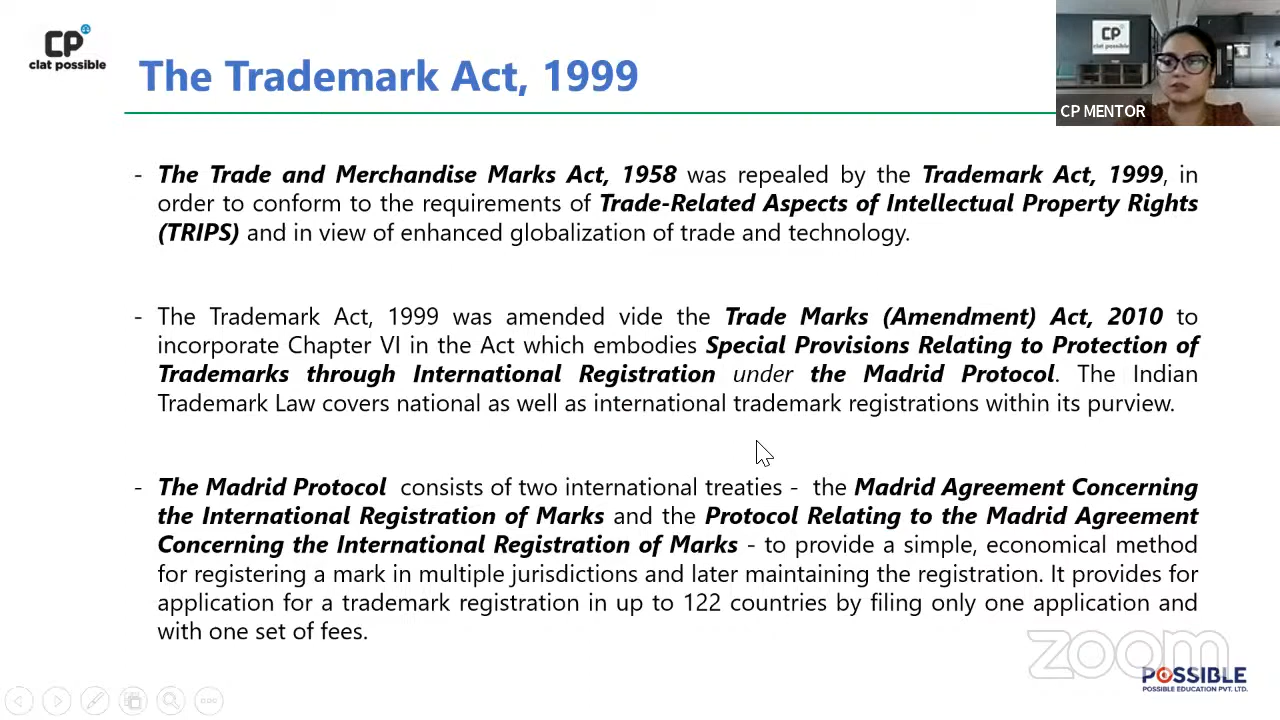 CP
clat possible
The Trademark Act, 1999
CP
clat possible
CP MENTOR
- The Trade and Merchandise Marks Act, 1958 was repealed by the Trademark Act, 1999, in
order to conform to the requirements of Trade-Related Aspects of Intellectual Property Rights
(TRIPS) and in view of enhanced globalization of trade and technology.
- The Trademark Act, 1999 was amended vide the Trade Marks (Amendment) Act, 2010 to
incorporate Chapter VI in the Act which embodies Special Provisions Relating to Protection of
Trademarks through International Registration under the Madrid Protocol. The Indian
Trademark Law covers national as well as international trademark registrations within its purview.
- The Madrid Protocol consists of two international treaties - the Madrid Agreement Concerning
the International Registration of Marks and the Protocol Relating to the Madrid Agreement
Concerning the International Registration of Marks - to provide a simple, economical method
for registering a mark in multiple jurisdictions and later maintaining the registration. It provides for
application for a trademark registration in up to 122 countries by filing only one application and
with one set of fees.
zoom
POSSIBLE
POSSIBLE EDUCATION PVT. LTD.